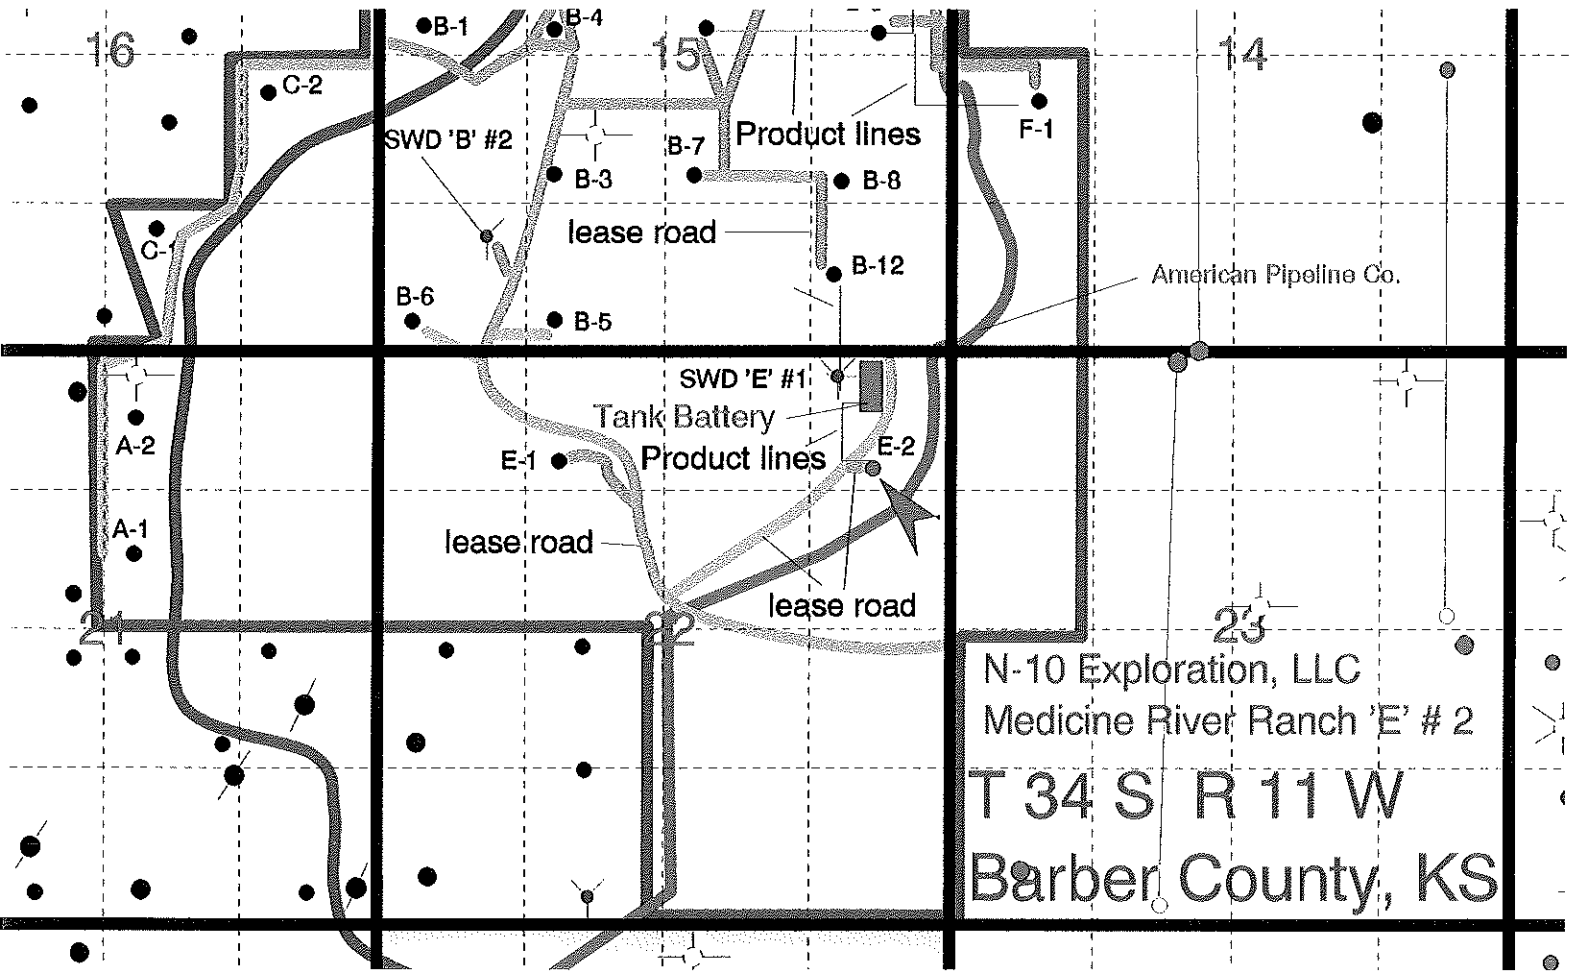 B-1
B-4
16
15
14
C-2
F-1
SWD 'B' #2
Product lines
B-7
B-3
B-8
C-1
lease road
B-12
American Pipeline Co.
B-6
B-5
SWD 'E' #1
Tank Battery
A-2
E-2
E-1
Product lines
A-1
lease road
lease road
21
22
23
N-10 Exploration, LLC
Medicine River Ranch 'E' # 2
T 34 S R 11 W
Barber County, KS